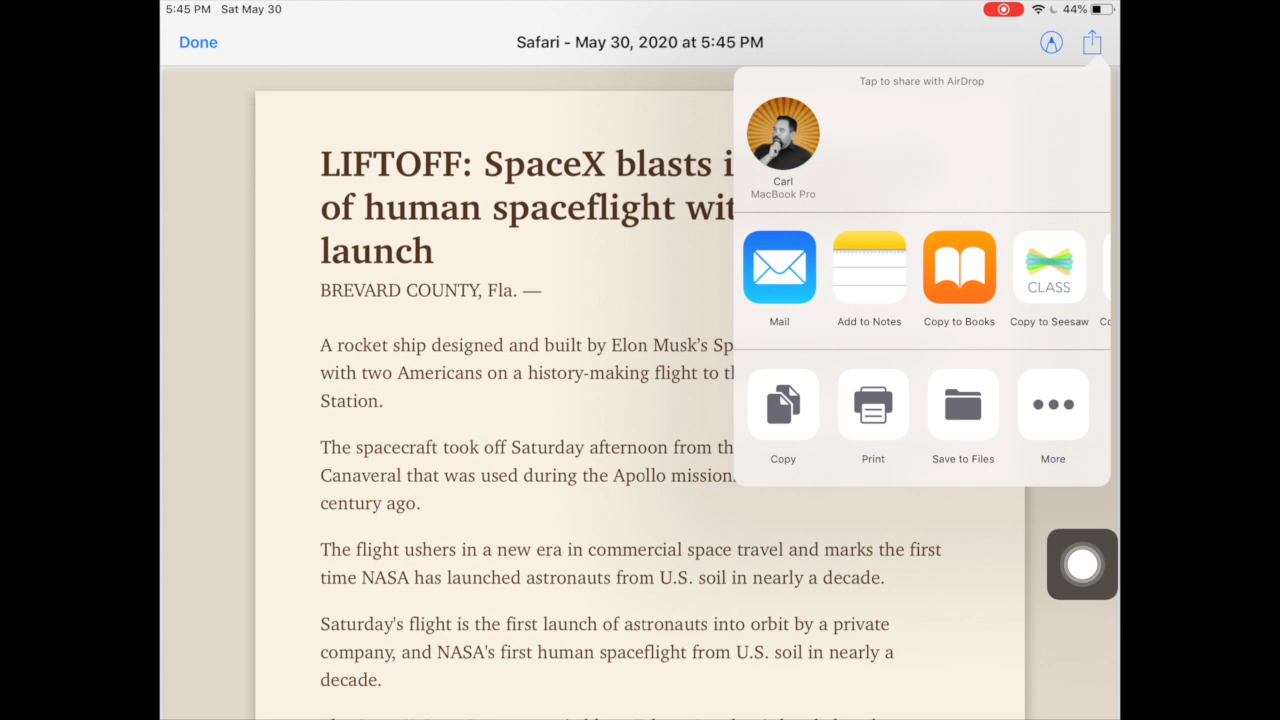 5:45 PM Sat May 30
44%
Done
Safari - May 30, 2020 at 5:45 PM
Tap to share with AirDrop
Carl
MacBook Pro
CLASS
Mail
Add to Notes
Copy to Books
Copy to Seesaw
Copy
Print
Save to Files
More
LIFTOFF: SpaceX blasts
of human spaceflight
launch
BREVARD COUNTY, Fla. —
A rocket ship designed and built by Elon Musk’s
with two Americans on a history-making flight to
Station.
The spacecraft took off Saturday afternoon from
Canaveral that was used during the Apollo
century ago.
The flight ushers in a new era in commercial space travel and marks the first
time NASA has launched astronauts from U.S. soil in nearly a decade.
Saturday's flight is the first launch of astronauts into orbit by a private
company, and NASA's first human spaceflight from U.S. soil in nearly a
decade.